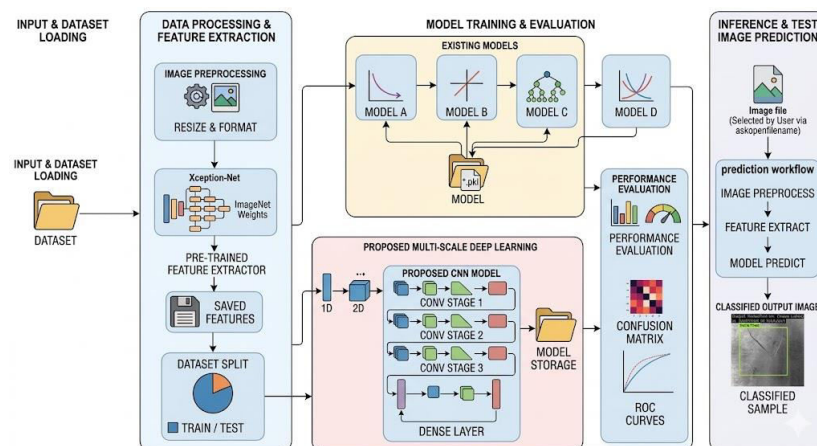 INPUT & DATASET
LOADING
INPUT & DATASET
LOADING
DATASET
DATA PROCESSING &
FEATURE EXTRACTION
IMAGE PREPROCESSING
RESIZE & FORMAT
Xception-Net
ImageNet
Weights
PRE-TRAINED
FEATURE EXTRACTOR
SAVED
FEATURES
DATASET SPLIT
TRAIN / TEST
MODEL TRAINING & EVALUATION
EXISTING MODELS
MODEL A
MODEL B
MODEL C
MODEL D
*.pkl
MODEL
PROPOSED MULTI-SCALE DEEP LEARNING
1D
2D
PROPOSED CNN MODEL
CONV STAGE 1
CONV STAGE 2
CONV STAGE 3
DENSE LAYER
MODEL
STORAGE
PERFORMANCE
EVALUATION
PERFORMANCE
EVALUATION
CONFUSION
MATRIX
ROC CURVES
INFERENCE & TEST
IMAGE PREDICTION
Image file
(Selected by User via
askopenfilename)
prediction workflow
IMAGE PREPROCESS
FEATURE EXTRACT
MODEL PREDICT
CLASSIFIED OUTPUT IMAGE
CLASSIFIED
SAMPLE